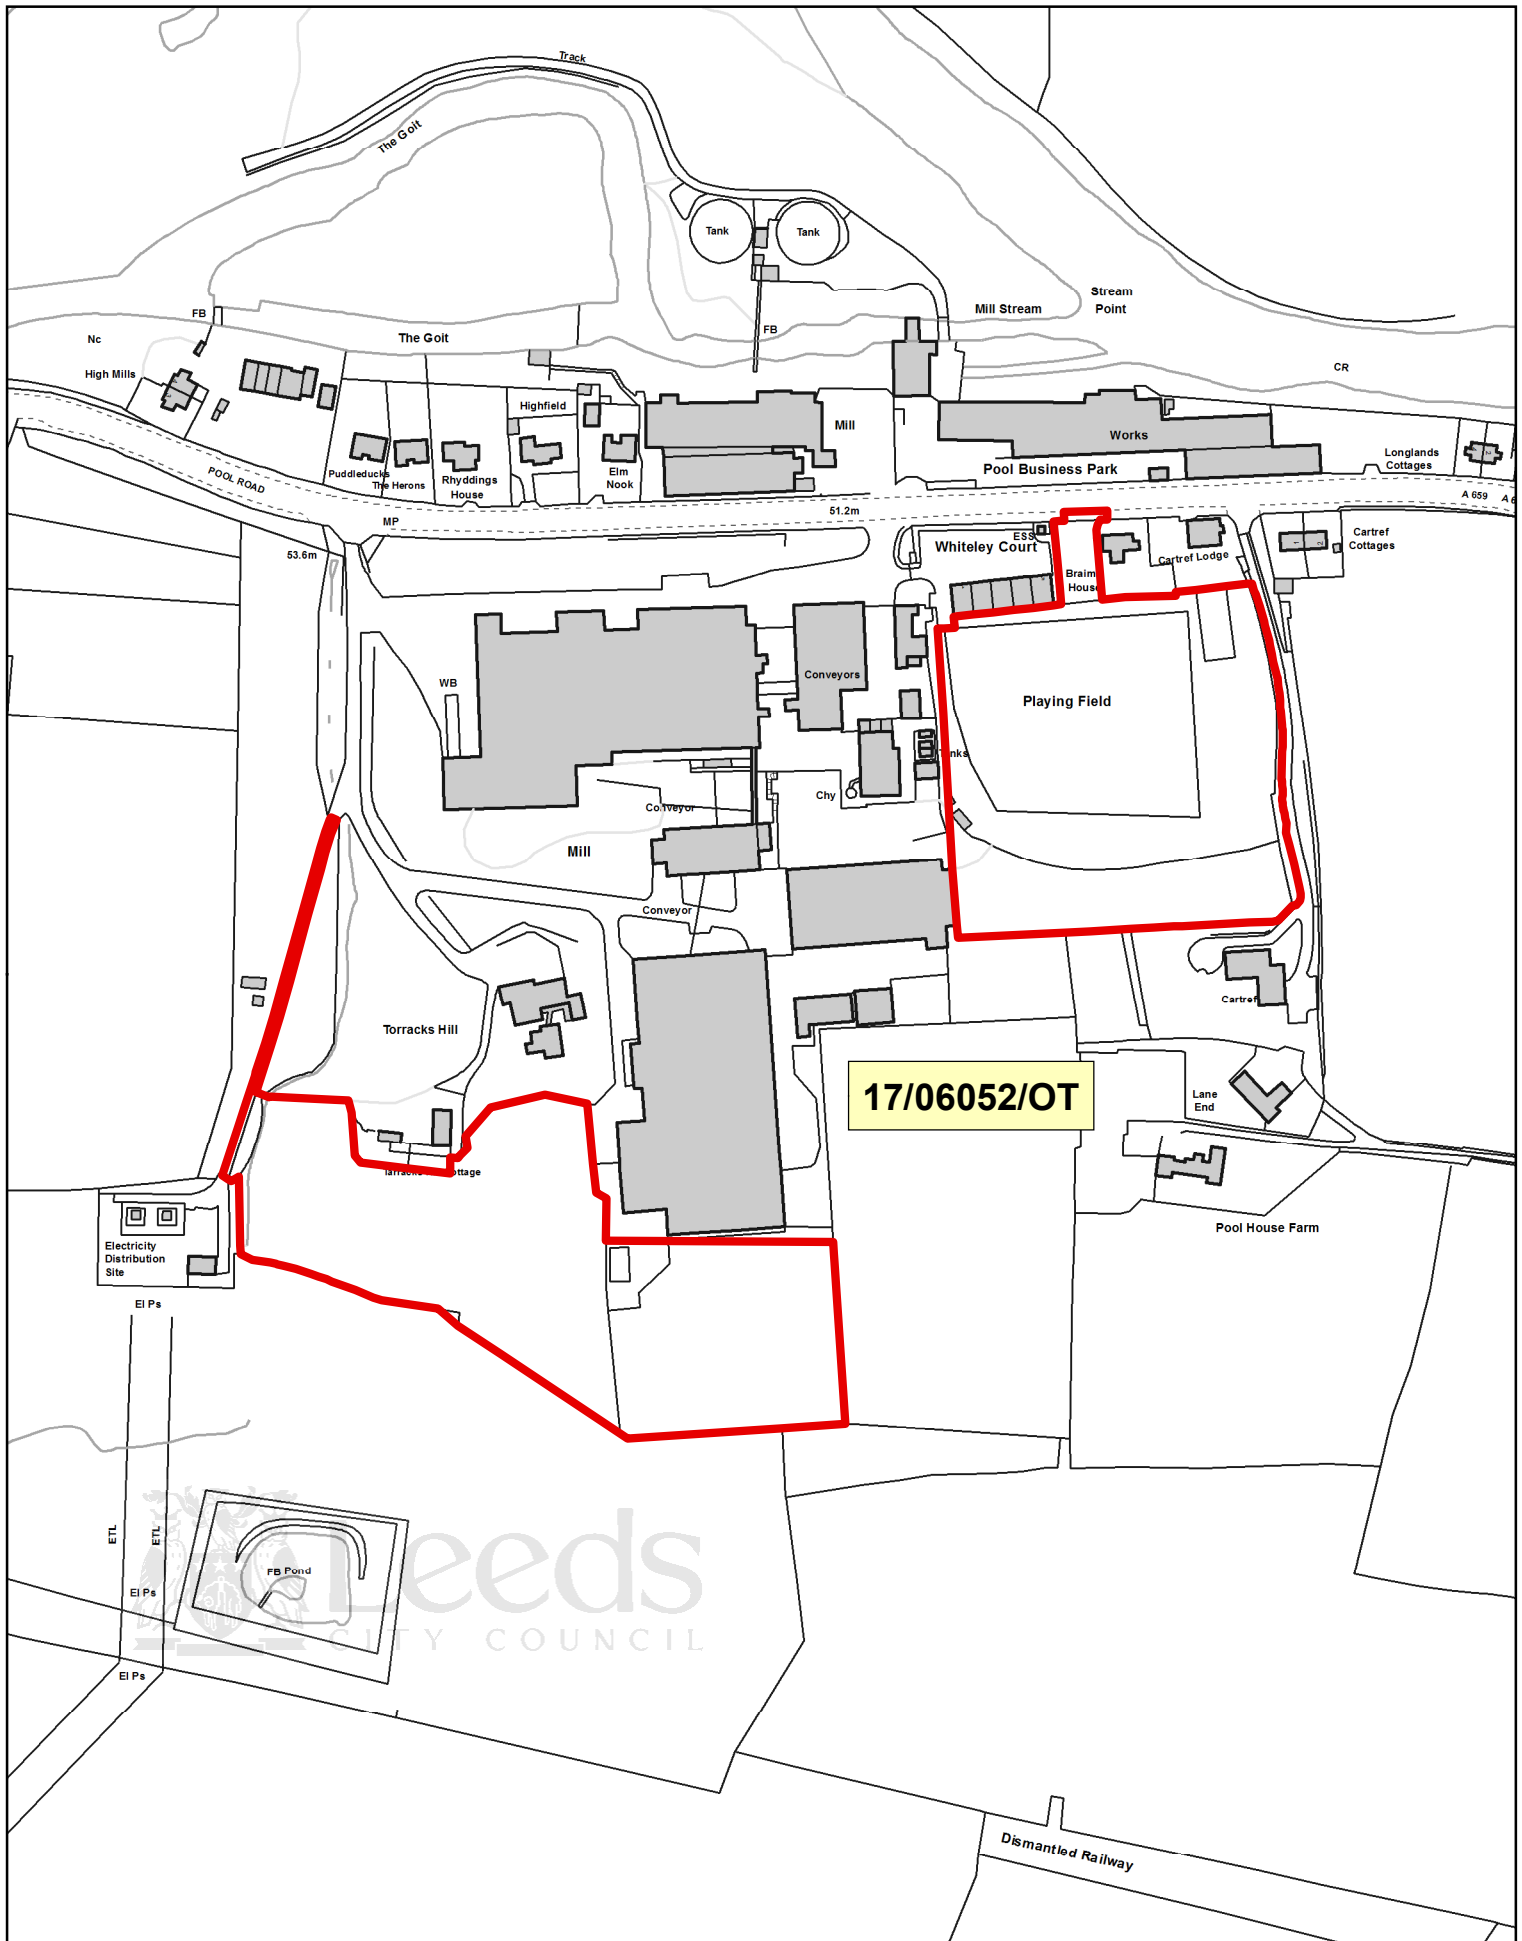 Track
The Goit
Tank
Tank
Stream
Point
Mill Stream
FB
FB
Nc
The Goit
CR
High Mills
Highfield
Mill
Works
Longlands
Cottages
2
Puddleducks
The Herons
Rhyddings
House
Elm
Nook
Pool Business Park
POOL ROAD
A 659
51.2m
MP
53.6m
ESS
Whiteley Court
Cartref Lodge
1
2
Cartref
Cottages
Braim
House
WB
Conveyors
Playing Field
Chy
Conveyor
Mill
Conveyor
Torracks Hill
Cartref
17/06052/OT
Lane
End
Pool House Farm
Electricity
Distribution
Site
El Ps
ETL
ETL
FB Pond
El Ps
Leeds
CITY COUNCIL
El Ps
Dismantled Railway